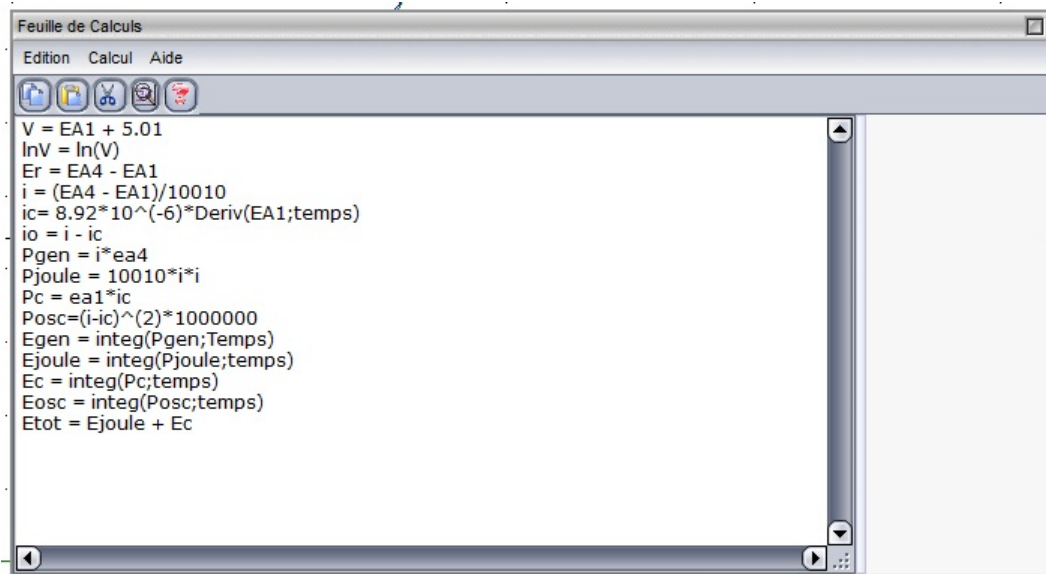 Feuille de Calculs
Edition Calcul Aide
V = EA1 + 5.01
lnV = ln(V)
Er = EA4 - EA1
i = (EA4 - EA1)/10010
ic= 8.92*10^(-6)*Deriv(EA1;temps)
io = i - ic
Pgen = i*ea4
Pjoule = 10010*i*i
Pc = ea1*ic
Posc=(i-ic)^(2)*1000000
Egen = integ(Pgen;Temps)
Ejoule = integ(Pjoule;temps)
Ec = integ(Pc;temps)
Eosc = integ(Posc;temps)
Etot = Ejoule + Ec